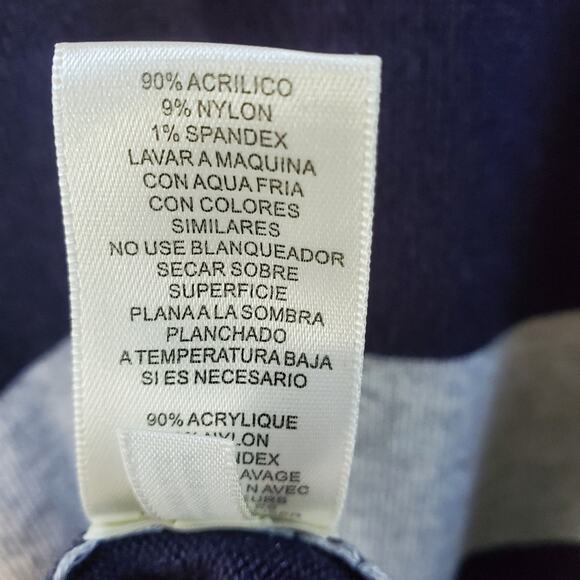 90% ACRILICO
9% NYLON
1% SPANDEX
LAVAR A MAQUINA
CON AQUA FRIA
CON COLORES
SIMILARES
NO USE BLANQUEADOR
SECAR SOBRE
SUPERFICIE
PLANA A LA SOMBRA
PLANCHADO
A TEMPERATURA BAJA
SI ES NECESARIO
90% ACRYLIQUE
NYLON